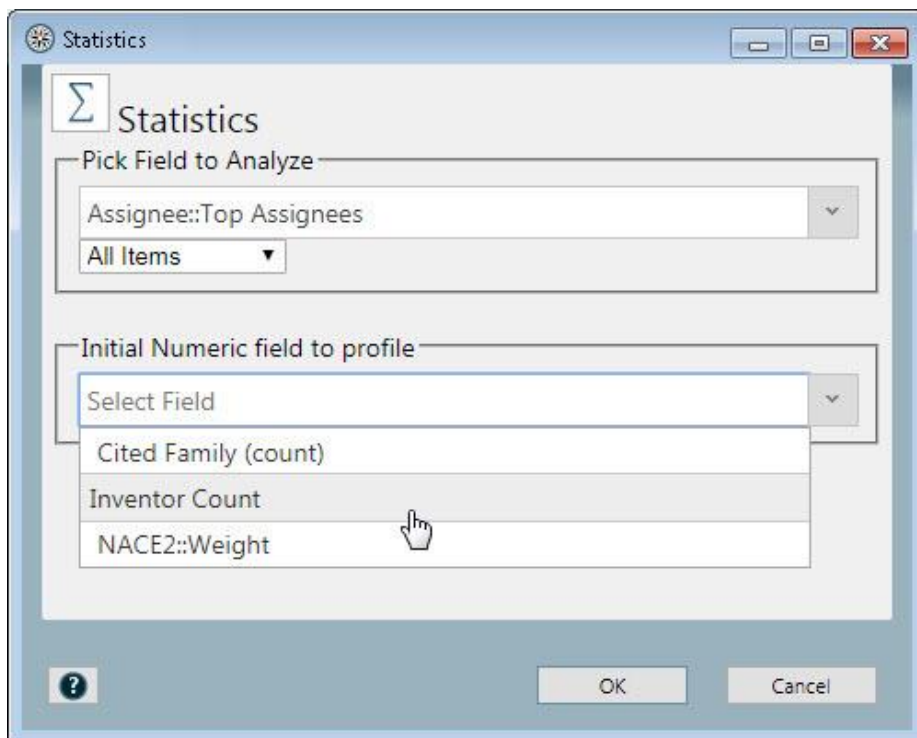 Statistics
Σ Statistics
Pick Field to Analyze
Assignee::Top Assignees
All Items
Initial Numeric field to profile
Select Field
Cited Family (count)
Inventor Count
NACE2::Weight
? OK Cancel